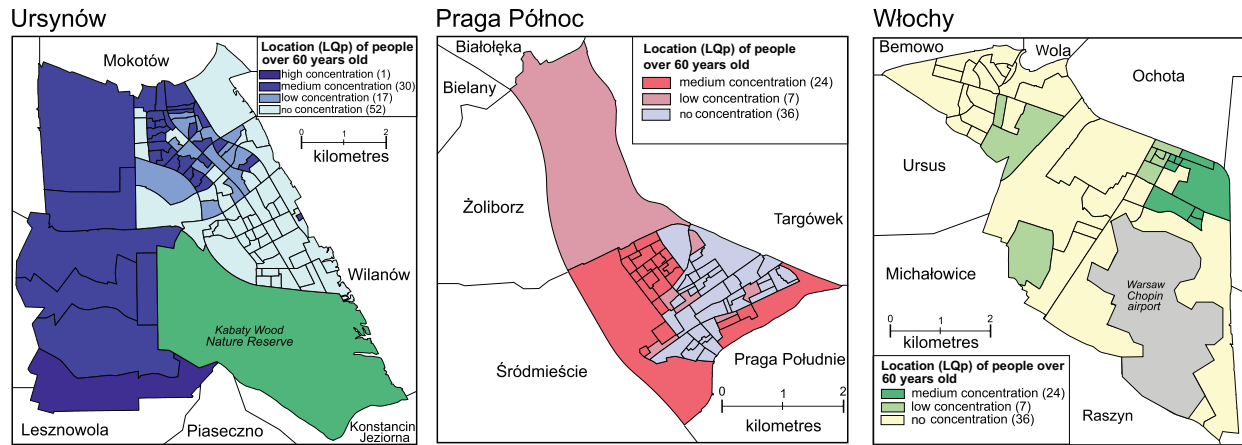 Ursynów
Mokotów
Location (LQp) of people
over 60 years old
high concentration (1)
medium concentration (30)
low concentration (17)
no concentration (52)
0 1 2
kilometres
Wilanów
Kabaty Wood
Nature Reserve
Lesznowola
Piaseczno
Konstancin
Jeziorna
Praga Północ
Białołęka
Bielany
Location (LQp) of people
over 60 years old
medium concentration (24)
low concentration (7)
no concentration (36)
Żoliborz
Targówek
Śródmieście
Praga Południe
0 1 2
kilometres
Włochy
Bemowo
Wola
Ochota
Ursus
Michałowice
Warsaw
Chopin
airport
0 2
kilometres
Location (LQp) of people over
60 years old
medium concentration (24)
low concentration (7)
no concentration (36)
Raszyn